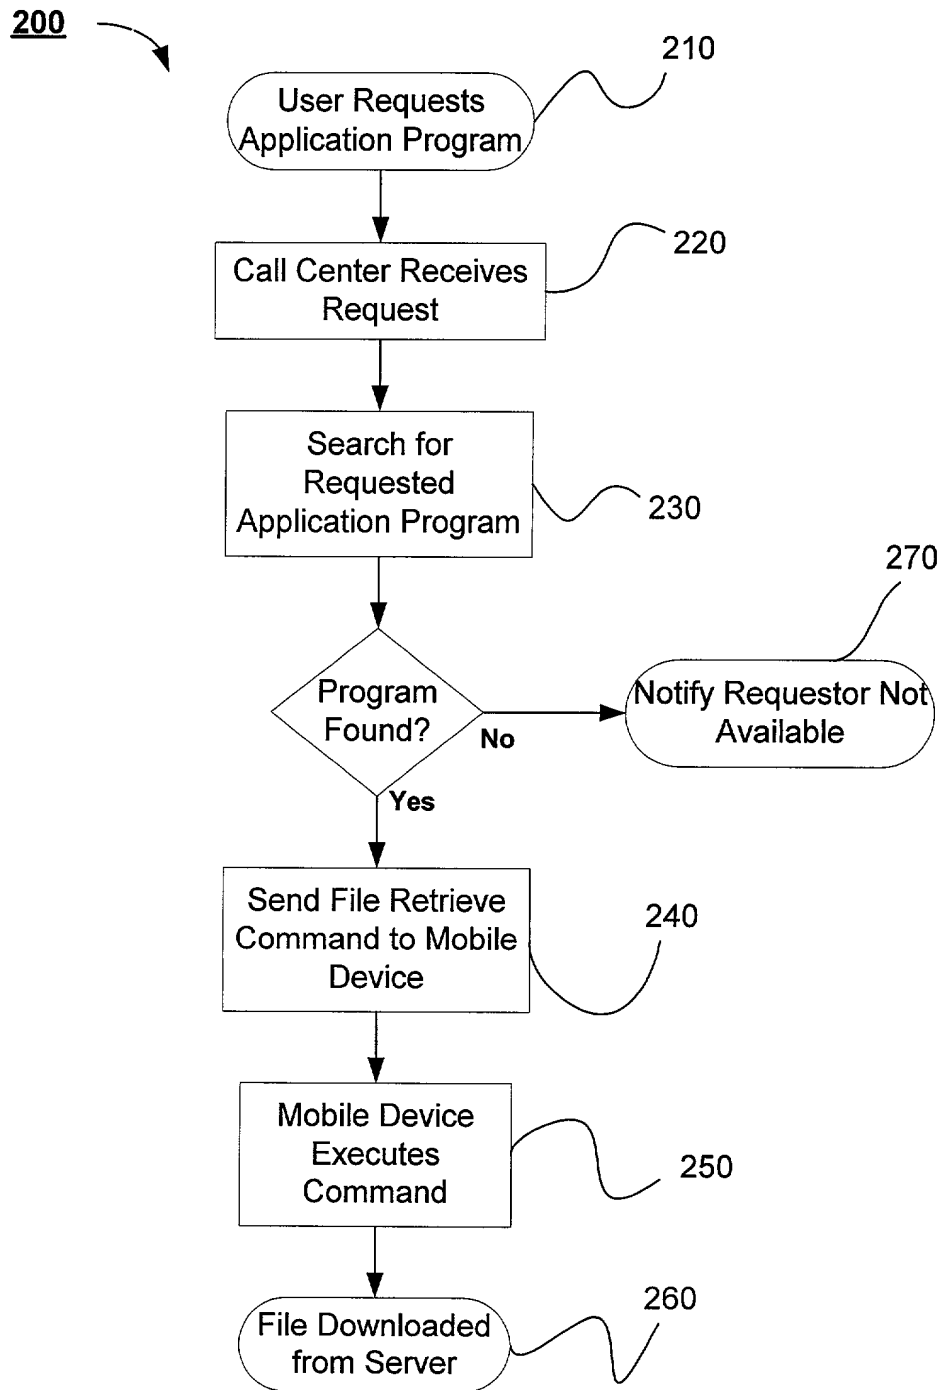 200
210
User Requests
Application Program
220
Call Center Receives
Request
Search for
Requested
Application Program
230
270
Program
Found?
No
Notify Requestor Not
Available
Yes
Send File Retrieve
Command to Mobile
Device
240
Mobile Device
Executes
Command
250
260
File Downloaded
from Server